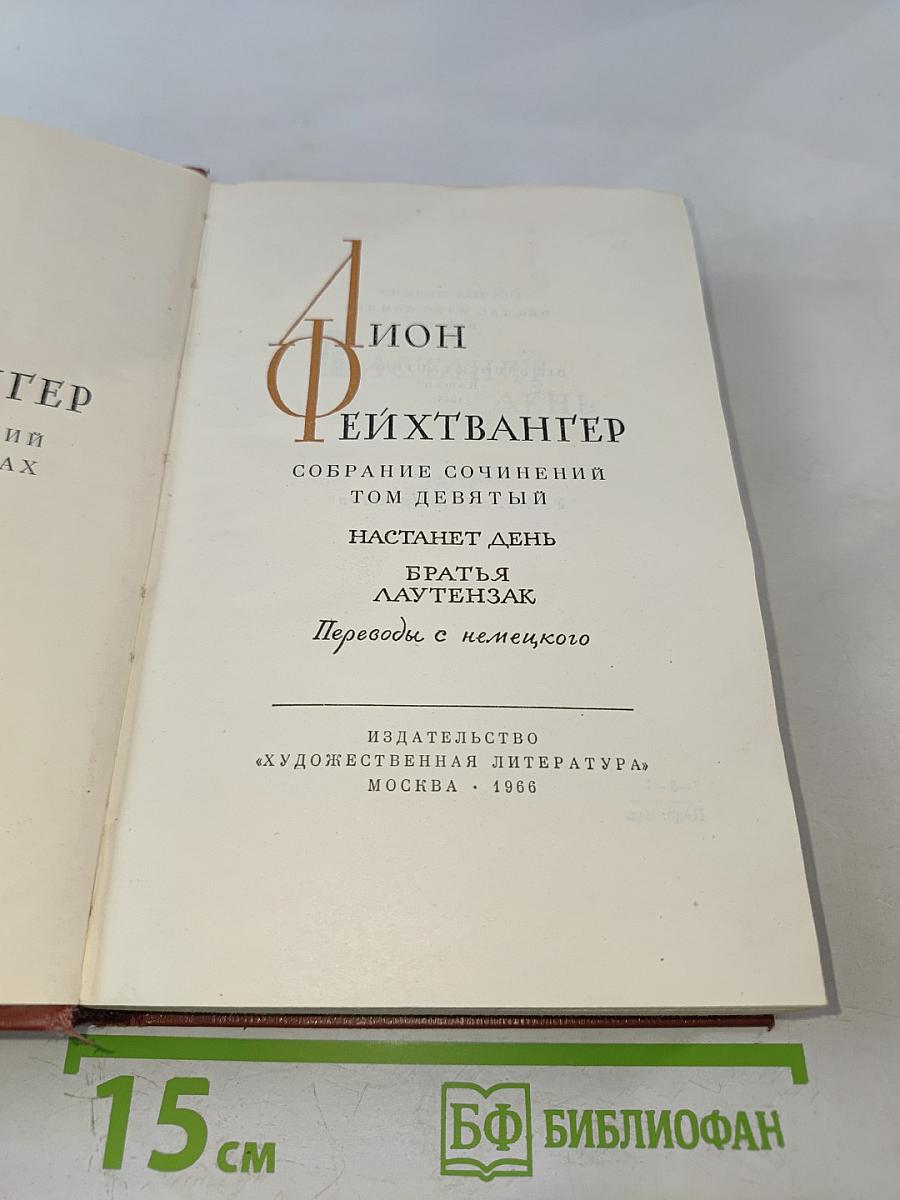 НГЕР
ИЙ
АХ
ЛИОН
ФЕЙХТВАНГЕР
СОБРАНИЕ СОЧИНЕНИЙ
ТОМ ДЕВЯТЫЙ
НАСТАНЕТ ДЕНЬ
БРАТЬЯ
ЛАУТЕНЗАК
Переводы с немецкого
ИЗДАТЕЛЬСТВО
«ХУДОЖЕСТВЕННАЯ ЛИТЕРАТУРА»
МОСКВА · 1966
15 см
БФ БИБЛИОФАН